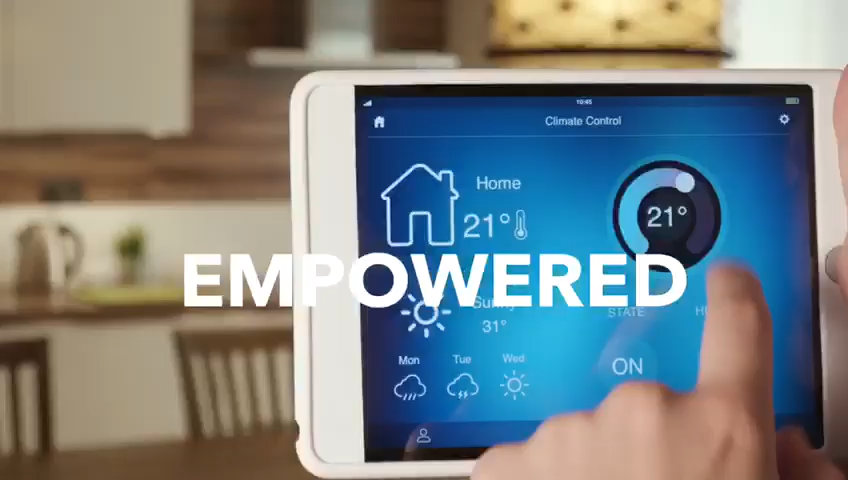 10:45
Climate Control
Home
21°
21°
EMPOWERED
Sunny
31°
STATE
Mon Tue Wed
ON